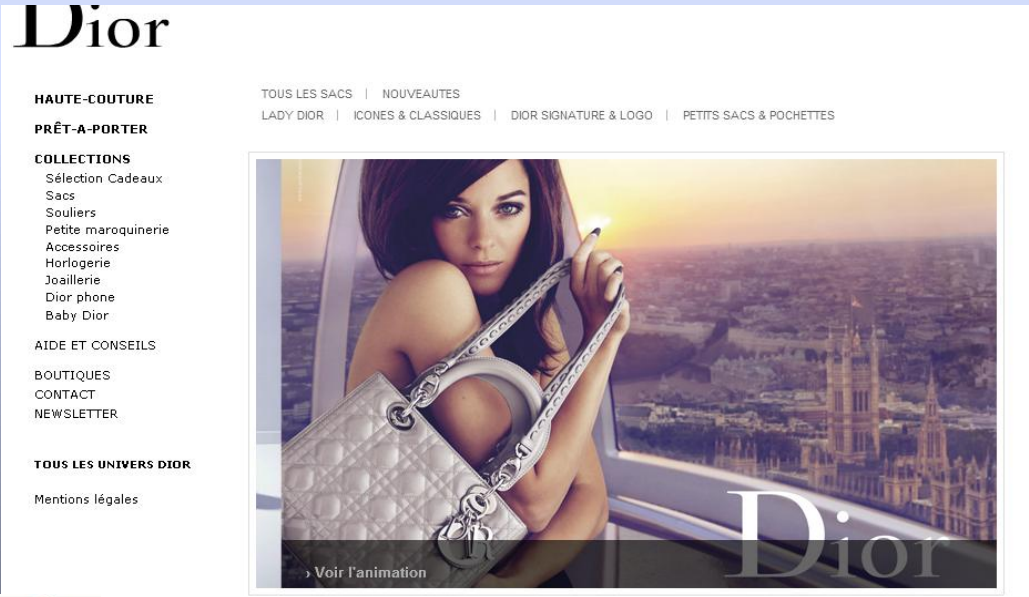 Dior
HAUTE-COUTURE
PRÊT-A-PORTER
COLLECTIONS
Sélection Cadeaux
Sacs
Souliers
Petite maroquinerie
Accessoires
Horlogerie
Joaillerie
Dior phone
Baby Dior
AIDE ET CONSEILS
BOUTIQUES
CONTACT
NEWSLETTER
TOUS LES UNIVERS DIOR
Mentions légales
TOUS LES SACS | NOUVEAUTES
LADY DIOR | ICONES & CLASSIQUES | DIOR SIGNATURE & LOGO | PETITS SACS & POCHETTES
Dior
› Voir l'animation